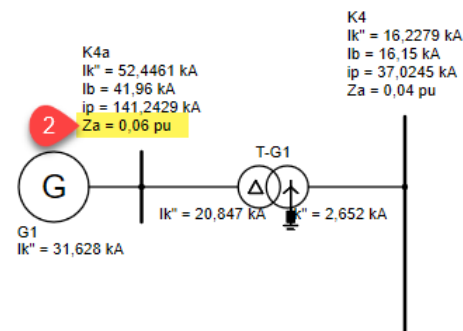 K4
Ik" = 16,2279 kA
Ib = 16,15 kA
ip = 37,0245 kA
Za = 0,04 pu
K4a
Ik" = 52,4461 kA
Ib = 41,96 kA
ip = 141,2429 kA
2
Za = 0,06 pu
T-G1
G
Ik" = 20,847 kA
k" = 2,652 kA
G1
Ik" = 31,628 kA